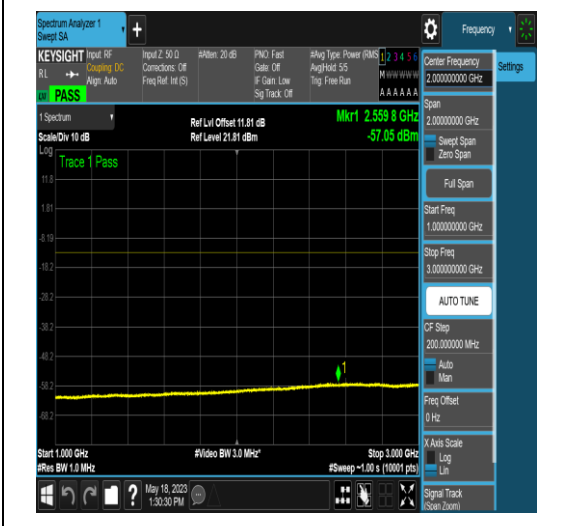 Spectrum Analyzer 1
Swept SA
+
Frequency
KEYSIGHT
RL
PASS
Input: RF
Coupling: DC
Align: Auto
Input Z: 50 Ω
Corrections: Off
Freq Ref: Int (S)
#Atten: 20 dB
PNO: Fast
Gate: Off
IF Gain: Low
Sig Track: Off
#Avg Type: Power (RMS
Avg|Hold: 5/5
Trig: Free Run
1 2 3 4 5 6
M W W W W W
A A A A A A
1 Spectrum
Scale/Div 10 dB
Log
Ref Lvl Offset 11.81 dB
Ref Level 21.81 dBm
Mkr1 2.559 8 GHz
-57.05 dBm
Trace 1 Pass
11.8
1.81
-8.19
-18.2
-28.2
-38.2
-48.2
-58.2
-68.2
1
Start 1.000 GHz
#Res BW 1.0 MHz
#Video BW 3.0 MHz*
Stop 3.000 GHz
#Sweep ~1.00 s (10001 pts)
May 18, 2023
1:30:30 PM
?
Settings
Center Frequency
2.000000000 GHz
Span
2.00000000 GHz
Swept Span
Zero Span
Full Span
Start Freq
1.000000000 GHz
Stop Freq
3.000000000 GHz
AUTO TUNE
CF Step
200.000000 MHz
Auto
Man
Freq Offset
0 Hz
X Axis Scale
Log
Lin
Signal Track
(Span Zoom)